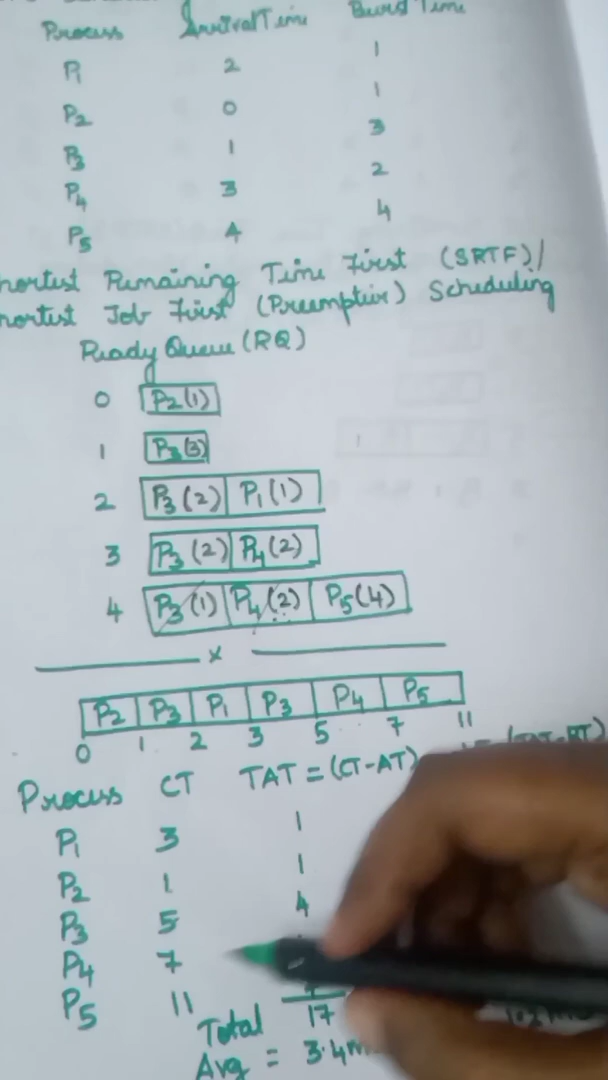 Process Arrival Time Burst Time
P1 2 1
P2 0 1
P3 1 3
P4 3 2
P5 4 4
hortest Remaining Time First (SRTF)/
hortest Job First (Preemptive) Scheduling
Ready Queue (RQ)
0 P2(1)
1 P3(3)
2 P3(2) P1(1)
3 P3(2) P4(2)
4 P3(1) P4(2) P5(4)
x
P2 P3 P1 P3 P4 P5
0 1 2 3 5 7 11
Process CT TAT = (CT-AT)
P1 3 1
P2 1 1
P3 5 4
P4 7
P5 11
Total 17
Avg = 3.4m